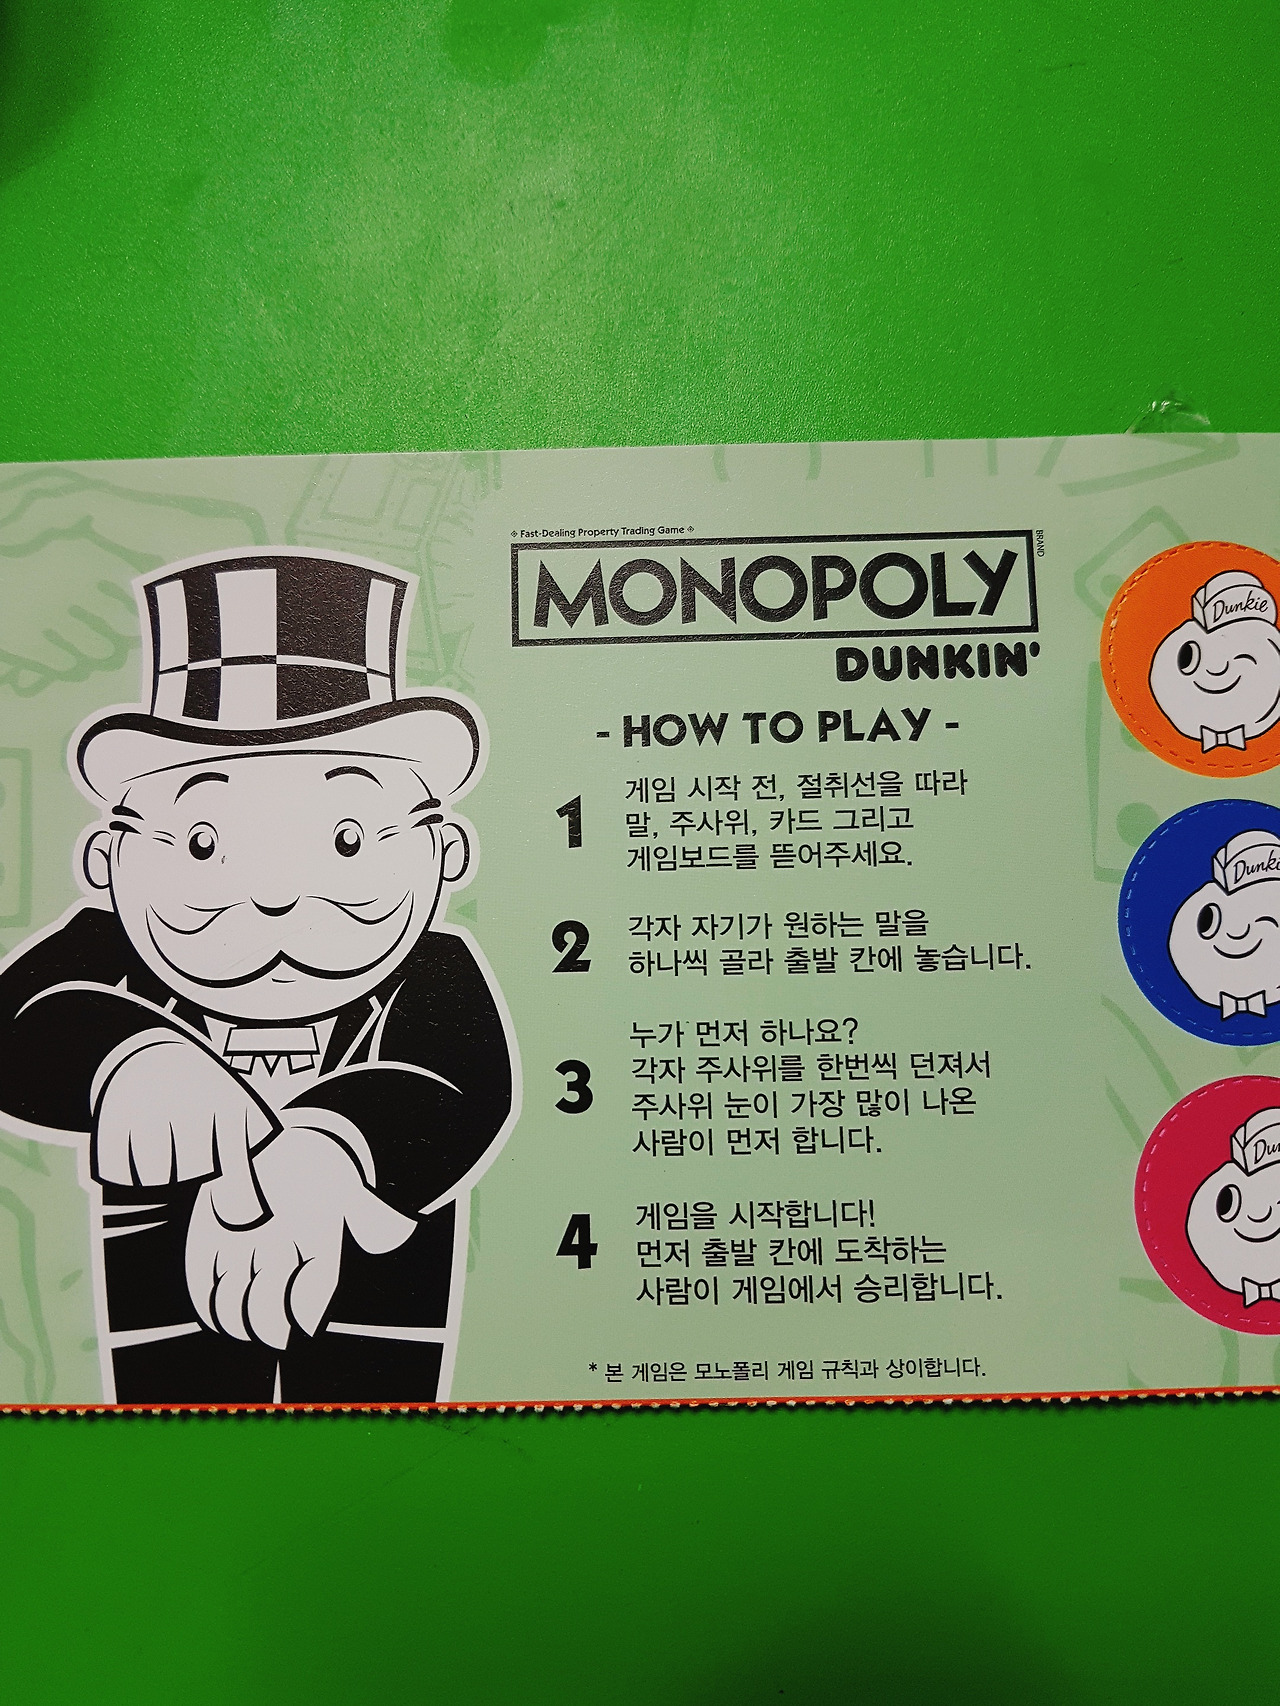 Fast-Dealing Property Trading Game
MONOPOLY
BRAND
DUNKIN'
- HOW TO PLAY -
1
게임 시작 전, 절취선을 따라
말, 주사위, 카드 그리고
게임보드를 뜯어주세요.
2
각자 자기가 원하는 말을
하나씩 골라 출발 칸에 놓습니다.
3
누가 먼저 하나요?
각자 주사위를 한번씩 던져서
주사위 눈이 가장 많이 나온
사람이 먼저 합니다.
4
게임을 시작합니다!
먼저 출발 칸에 도착하는
사람이 게임에서 승리합니다.
* 본 게임은 모노폴리 게임 규칙과 상이합니다.
Dunkie
Dunki
Du